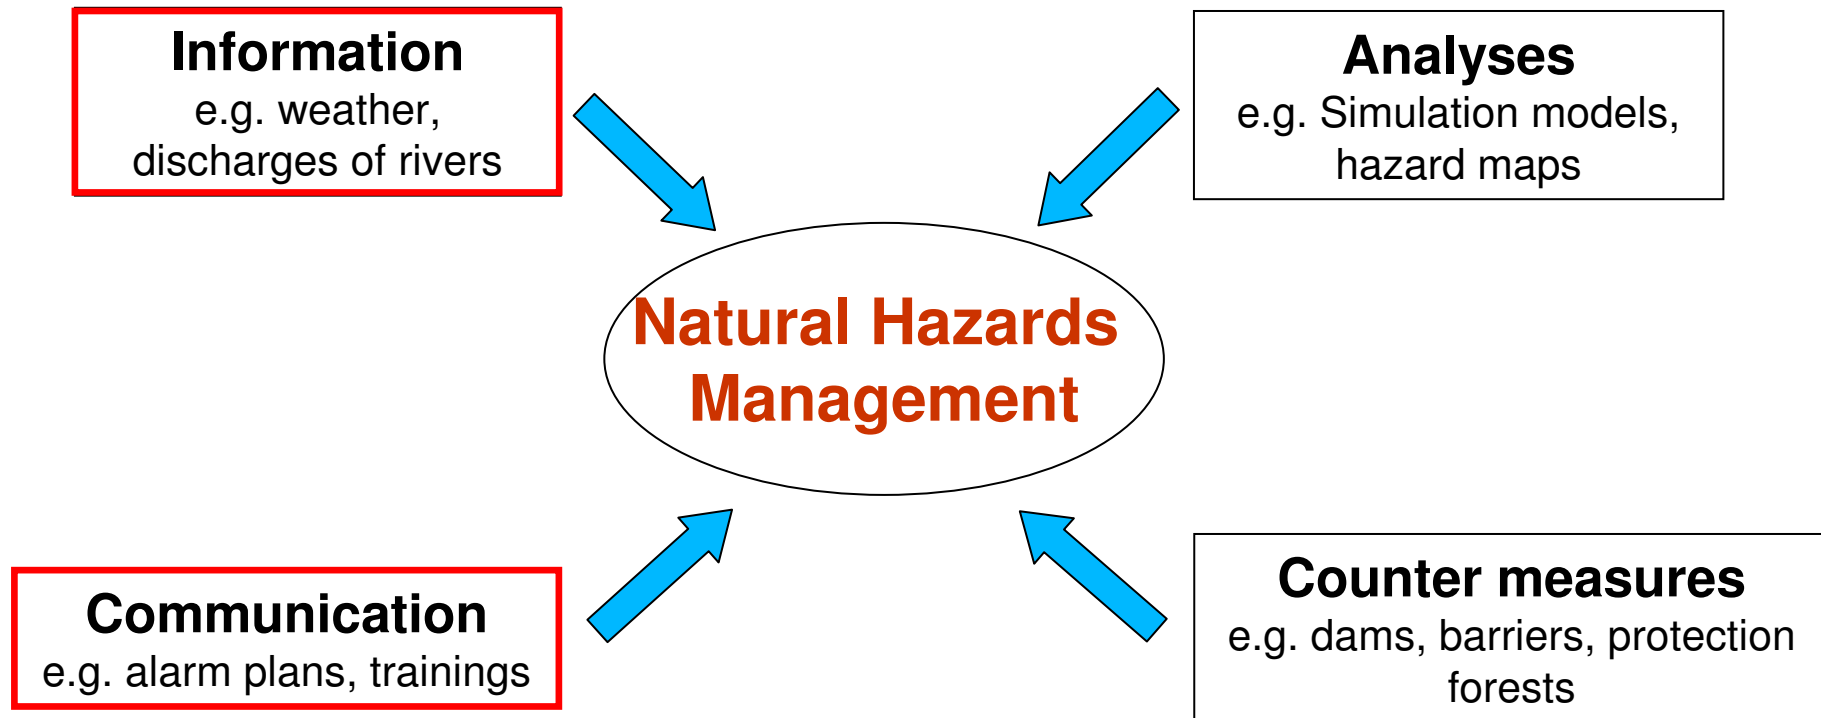 Information
e.g. weather,
discharges of rivers
Analyses
e.g. Simulation models,
hazard maps
Natural Hazards
Management
Communication
e.g. alarm plans, trainings
Counter measures
e.g. dams, barriers, protection
forests